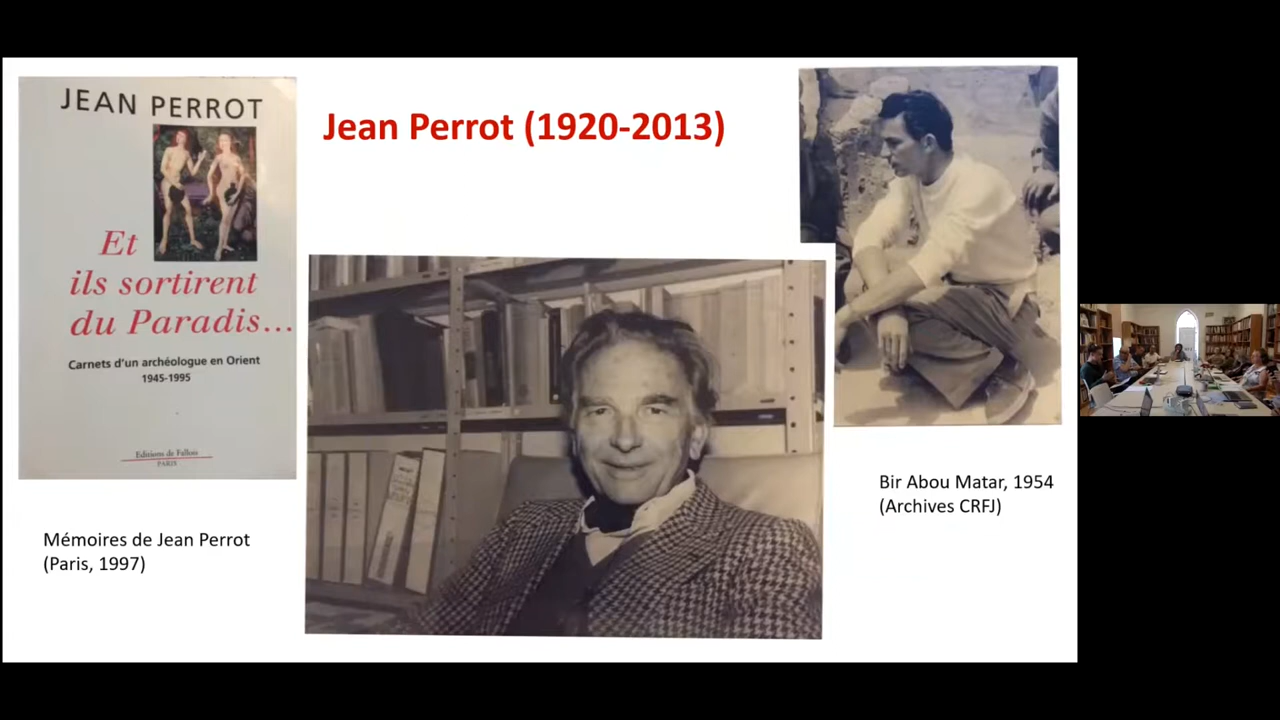 JEAN PERROT
Et
ils sortirent
du Paradis...
Carnets d'un archéologue en Orient
1945-1995
Editions de Fallois
PARIS
Mémoires de Jean Perrot
(Paris, 1997)
Jean Perrot (1920-2013)
Bir Abou Matar, 1954
(Archives CRFJ)